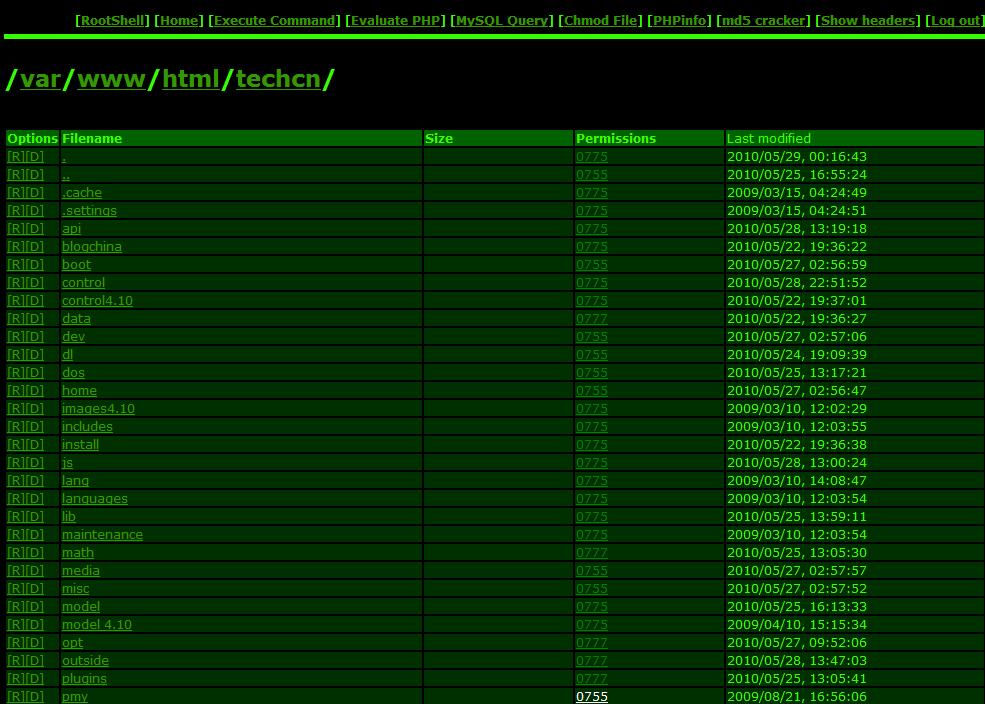 [RootShell] [Home] [Execute Command] [Evaluate PHP] [MySQL Query] [Chmod File] [PHPinfo] [md5 cracker] [Show headers] [Log out]
/var/www/html/techcn/
Options Filename Size Permissions Last modified
[R][D] . 0775 2010/05/29, 00:16:43
[R][D] .. 0755 2010/05/25, 16:55:24
[R][D] .cache 0775 2009/03/15, 04:24:49
[R][D] .settings 0775 2009/03/15, 04:24:51
[R][D] api 0775 2010/05/28, 13:19:18
[R][D] blogchina 0775 2010/05/22, 19:36:22
[R][D] boot 0755 2010/05/27, 02:56:59
[R][D] control 0775 2010/05/28, 22:51:52
[R][D] control4.10 0775 2010/05/22, 19:37:01
[R][D] data 0777 2010/05/22, 19:36:27
[R][D] dev 0755 2010/05/27, 02:57:06
[R][D] dl 0755 2010/05/24, 19:09:39
[R][D] dos 0755 2010/05/25, 13:17:21
[R][D] home 0755 2010/05/27, 02:56:47
[R][D] images4.10 0775 2009/03/10, 12:02:29
[R][D] includes 0775 2009/03/10, 12:03:55
[R][D] install 0775 2010/05/22, 19:36:38
[R][D] js 0775 2010/05/28, 13:00:24
[R][D] lang 0775 2009/03/10, 14:08:47
[R][D] languages 0775 2009/03/10, 12:03:54
[R][D] lib 0775 2010/05/25, 13:59:11
[R][D] maintenance 0775 2009/03/10, 12:03:54
[R][D] math 0777 2010/05/25, 13:05:30
[R][D] media 0755 2010/05/27, 02:57:57
[R][D] misc 0755 2010/05/27, 02:57:52
[R][D] model 0775 2010/05/25, 16:13:33
[R][D] model 4.10 0775 2009/04/10, 15:15:34
[R][D] opt 0777 2010/05/27, 09:52:06
[R][D] outside 0777 2010/05/28, 13:47:03
[R][D] plugins 0777 2010/05/25, 13:05:41
[R][D] pmv 0755 2009/08/21, 16:56:06